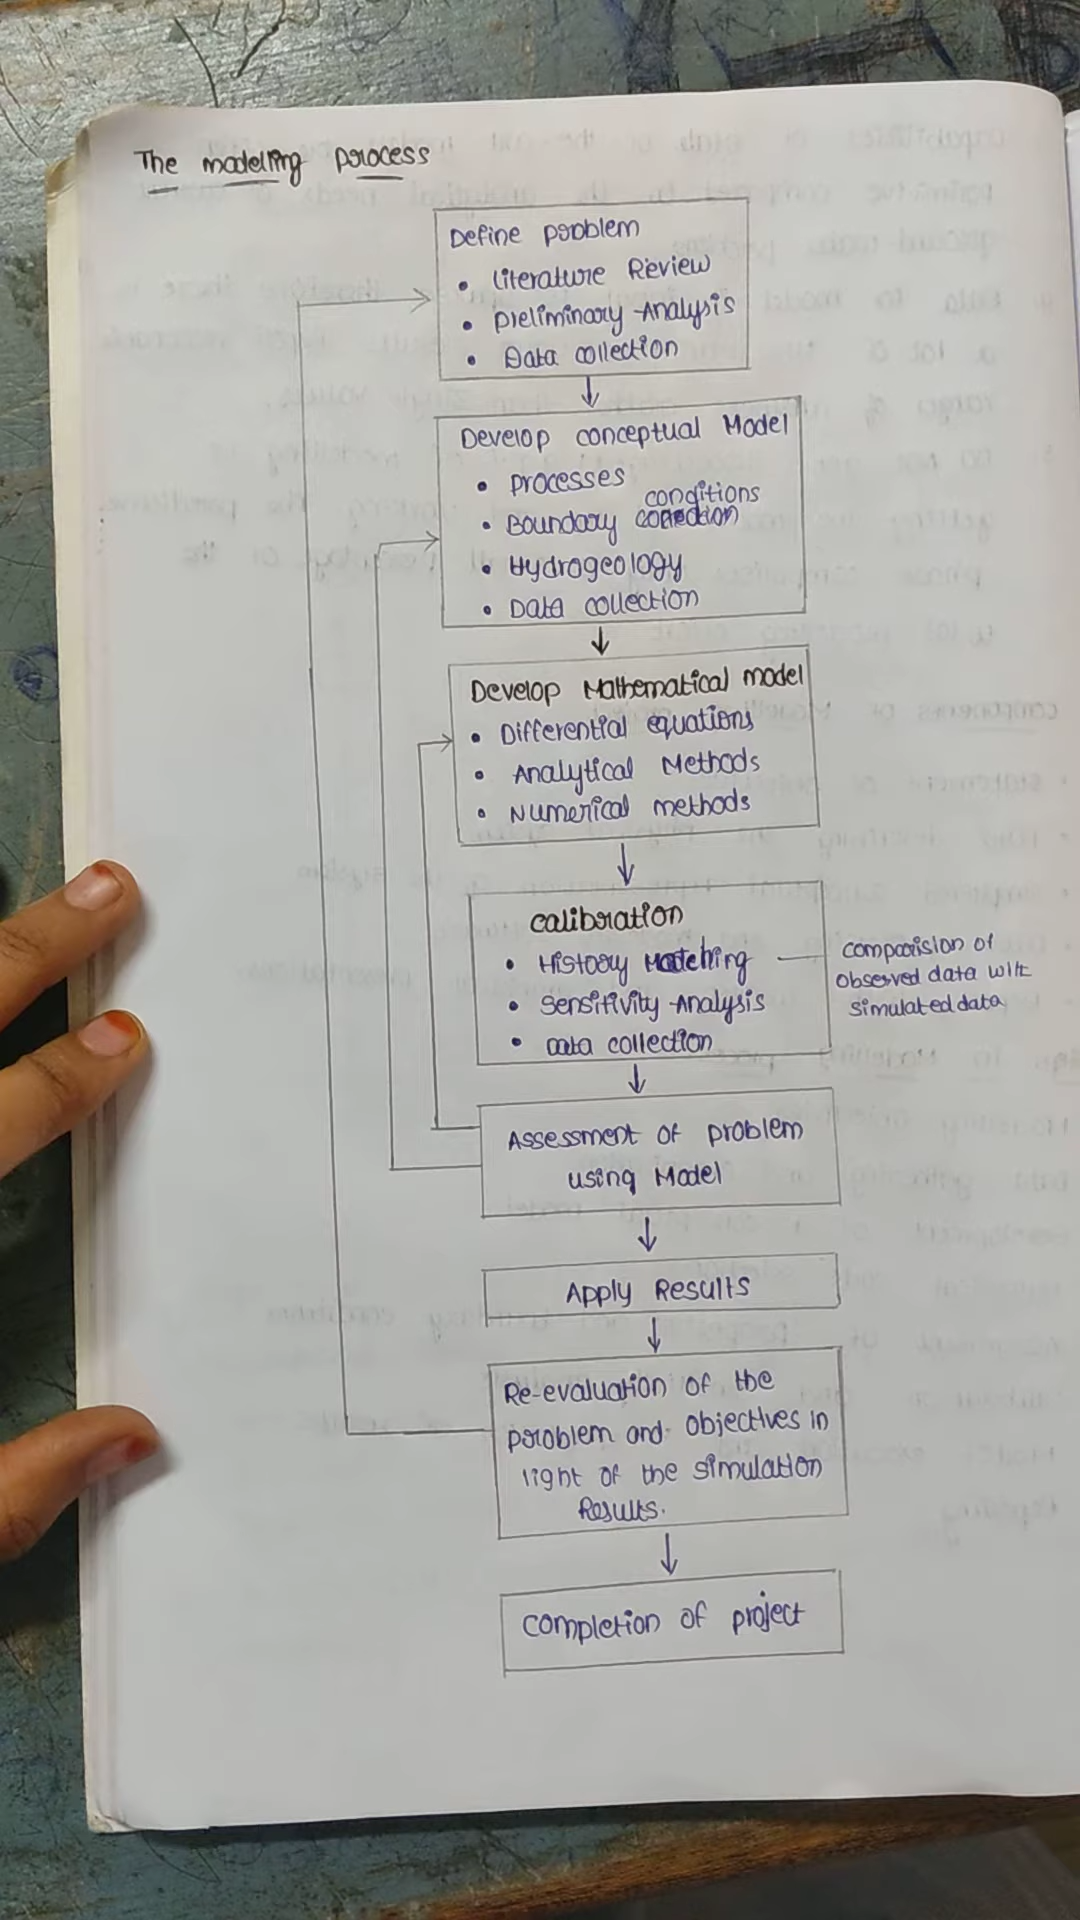 The modelling process
Define problem
• Literature Review
• Preliminary Analysis
• Data collection
Develop conceptual Model
• Processes
conditions
• Boundary
• Hydrogeology
• Data collection
Develop Mathematical model
• Differential equations
• Analytical Methods
• Numerical methods
Calibration
• History Matching
• Sensitivity Analysis
• Data collection
comparision of
observed data with
simulated data
Assessment of problem
using Model
Apply Results
Re-evaluation of the
problem and objectives in
light of the simulation
Results.
Completion of project